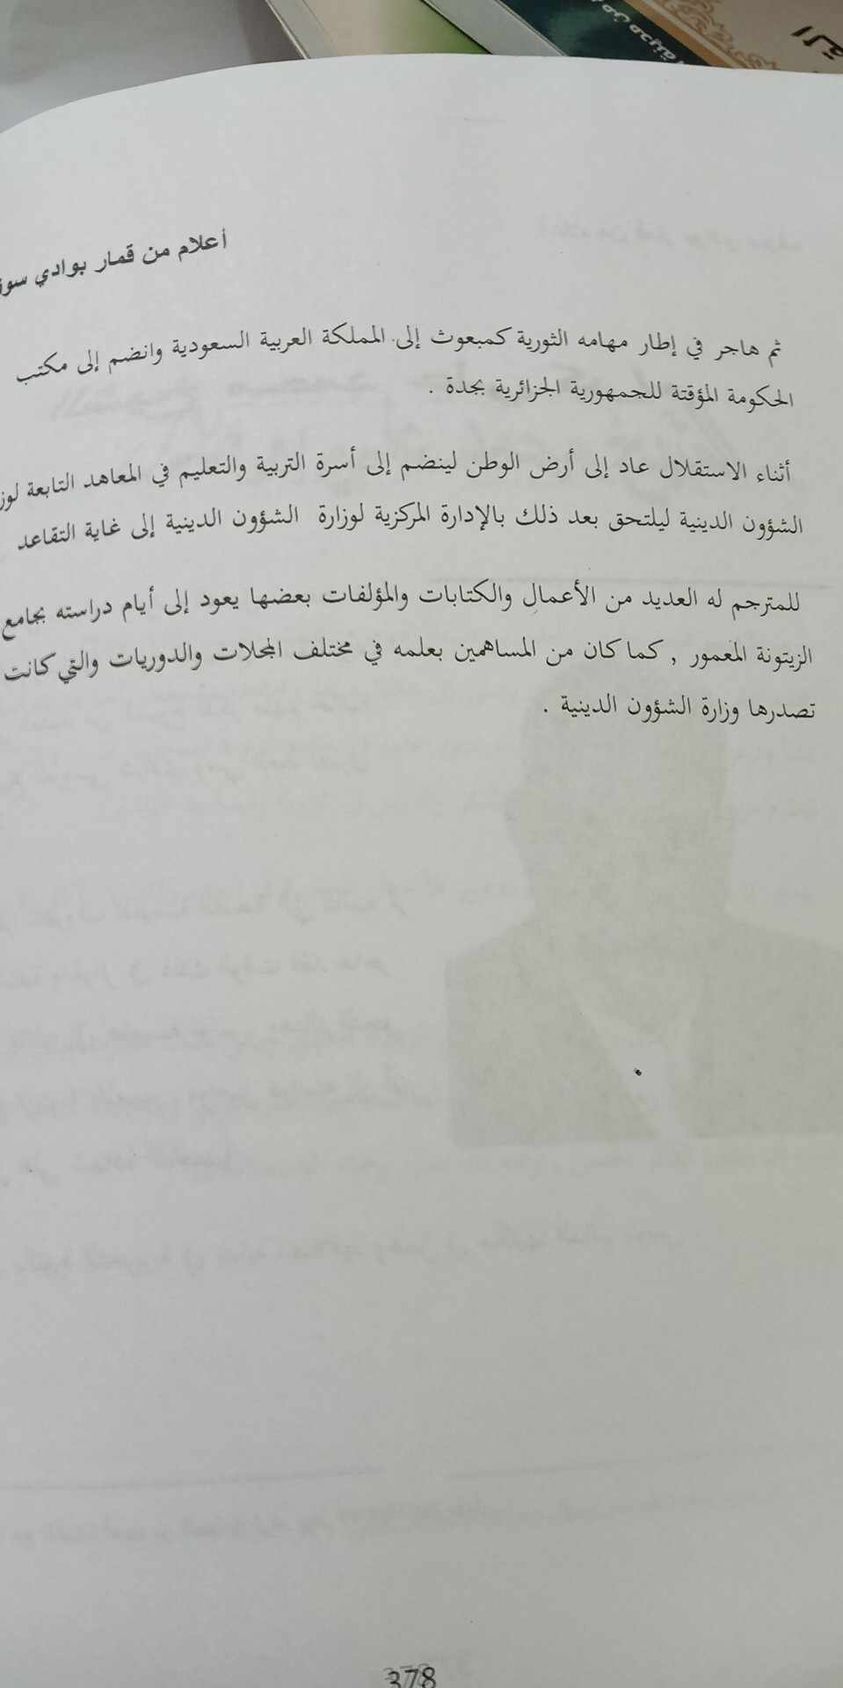 أعلام من قمار بوادي سوف
ثم هاجر في إطار مهامه الثورية كمبعوث إلى المملكة العربية السعودية وانضم إلى مكتب
الحكومة المؤقتة للجمهورية الجزائرية بجدة .
أثناء الاستقلال عاد إلى أرض الوطن لينضم إلى أسرة التربية والتعليم في المعاهد التابعة لوز
الشؤون الدينية ليلتحق بعد ذلك بالإدارة المركزية لوزارة الشؤون الدينية إلى غاية التقاعد
للمترجم له العديد من الأعمال والكتابات والمؤلفات بعضها يعود إلى أيام دراسته بجامع
الزيتونة المعمور , كما كان من المساهمين بعلمه في مختلف المجلات والدوريات والتي كانت
تصدرها وزارة الشؤون الدينية .
378